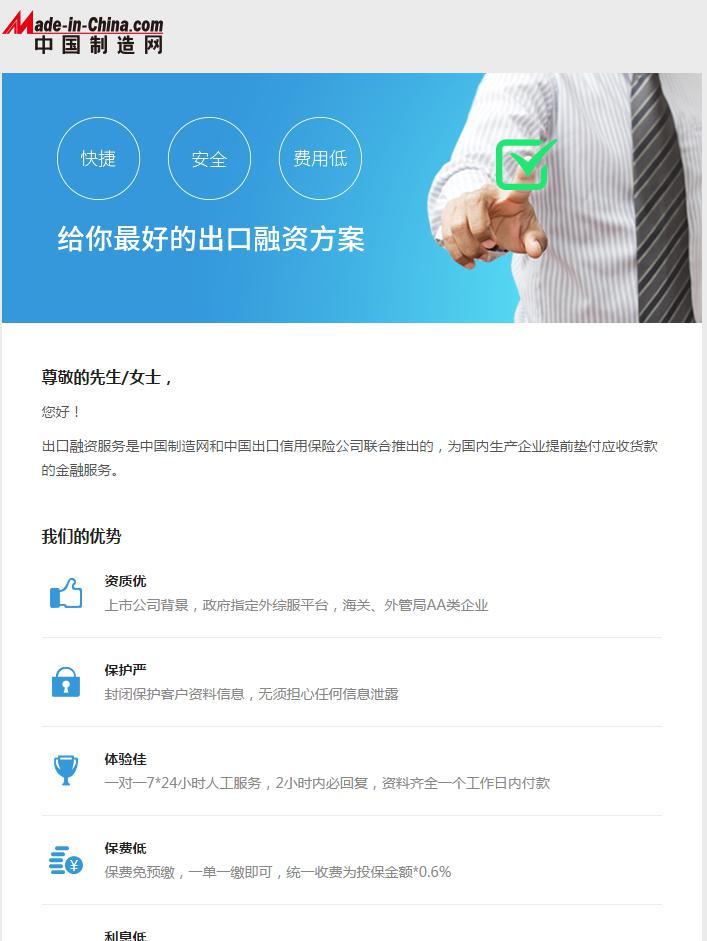 Made-in-China.com
中国制造网
快捷
安全
费用低
给你最好的出口融资方案
尊敬的先生/女士，
您好！
出口融资服务是中国制造网和中国出口信用保险公司联合推出的，为国内生产企业提前垫付应收货款
的金融服务。
我们的优势
资质优
上市公司背景，政府指定外综服平台，海关、外管局AA类企业
保护严
封闭保护客户资料信息，无须担心任何信息泄露
体验佳
一对一7*24小时人工服务，2小时内必回复，资料齐全一个工作日内付款
¥
保费低
保费免预缴，一单一缴即可，统一收费为投保金额*0.6%
利息低